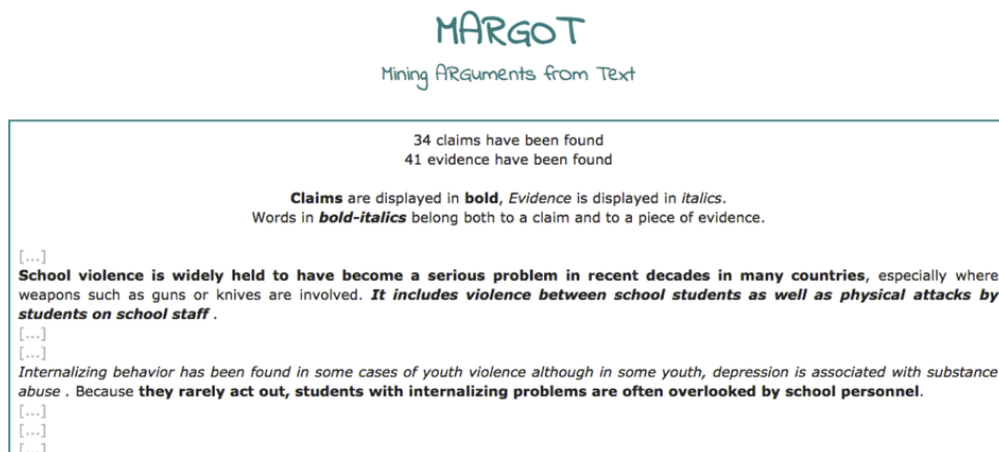 MARGOT
Mining ARGuments from Text
34 claims have been found
41 evidence have been found
Claims are displayed in bold, Evidence is displayed in italics.
Words in bold-italics belong both to a claim and to a piece of evidence.
[...]
School violence is widely held to have become a serious problem in recent decades in many countries, especially where
weapons such as guns or knives are involved. It includes violence between school students as well as physical attacks by
students on school staff .
[...]
[...]
Internalizing behavior has been found in some cases of youth violence although in some youth, depression is associated with substance
abuse . Because they rarely act out, students with internalizing problems are often overlooked by school personnel.
[...]
[...]
[...]